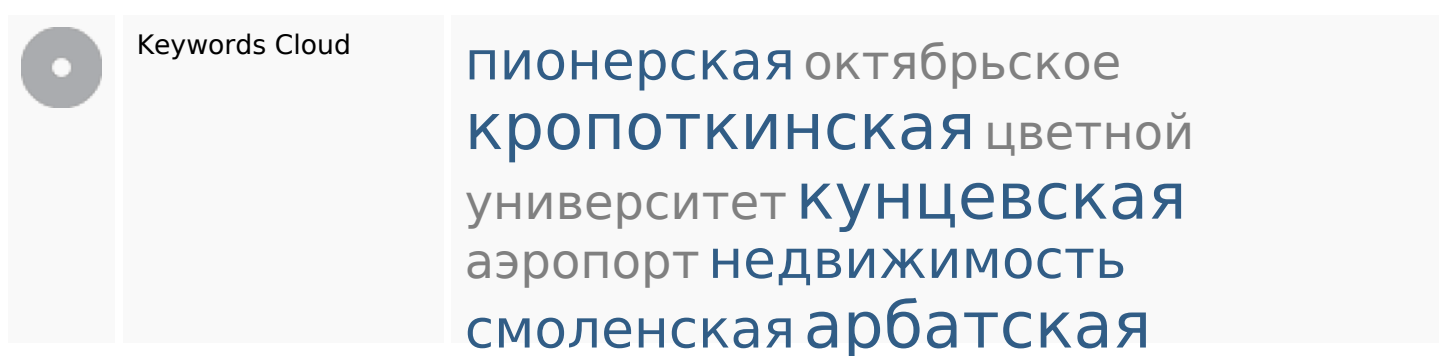 Keywords Cloud
пионерская октябрьское
кропоткинская цветной
университет кунцевская
аэропорт недвижимость
смоленская арбатская